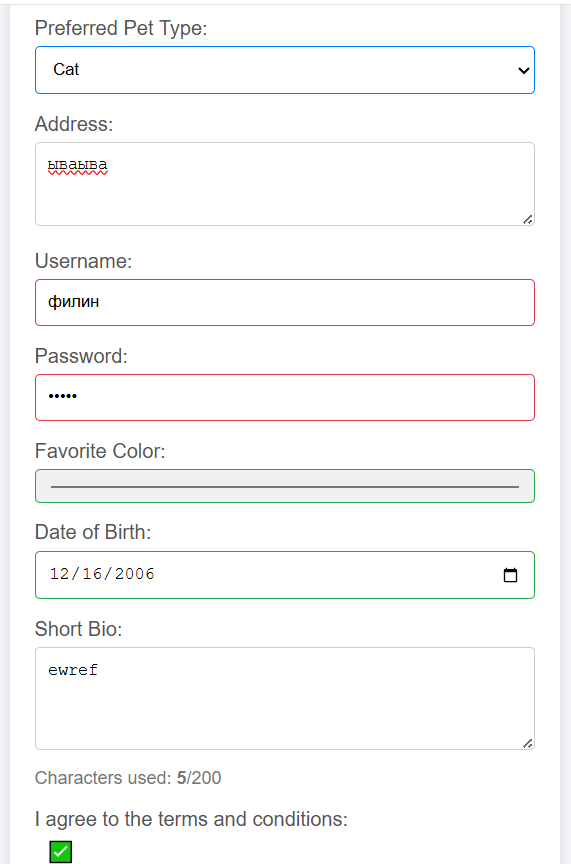 Preferred Pet Type:
Cat
Address:
ываыва
Username:
филин
Password:
•••••
Favorite Color:
Date of Birth:
12/16/2006
Short Bio:
ewref
Characters used: 5/200
I agree to the terms and conditions: